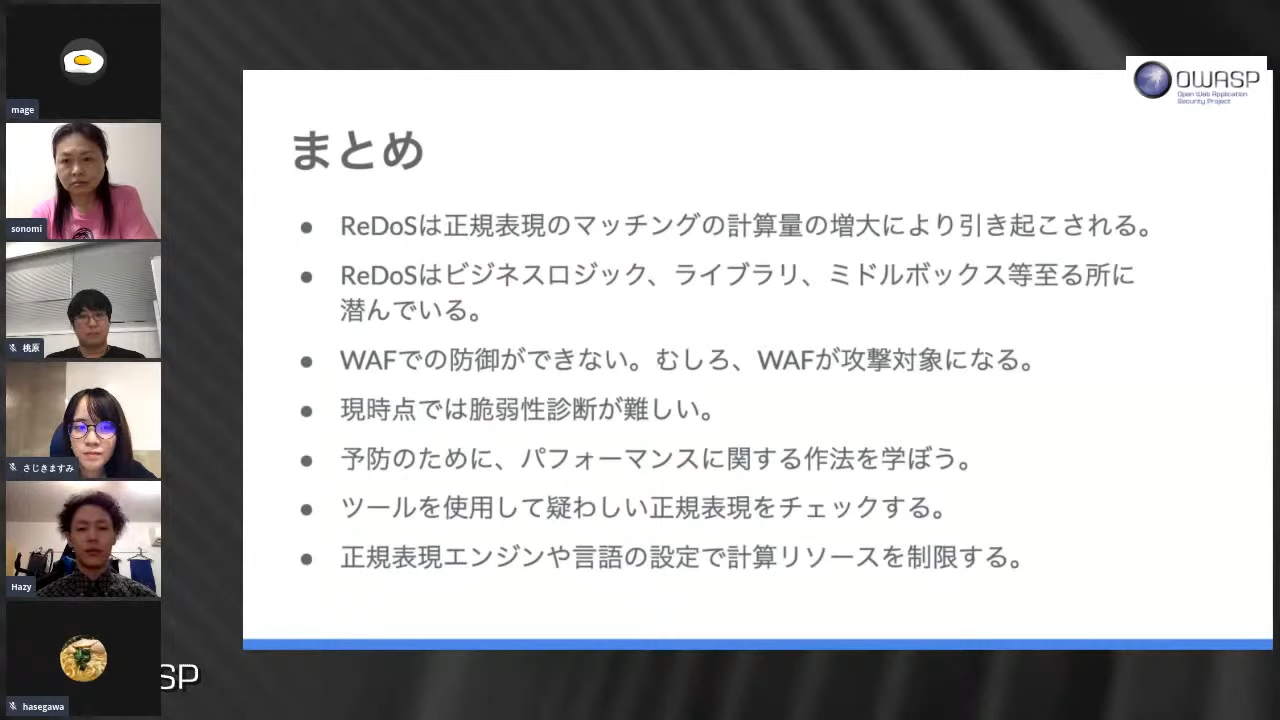 mage
sonomi
桃原
さじきますみ
Hazy
hasegawa
SP
OWASP
Open Web Application
Security Project
まとめ
● ReDoSは正規表現のマッチングの計算量の増大により引き起こされる。
● ReDoSはビジネスロジック、ライブラリ、ミドルボックス等至る所に
潜んでいる。
● WAFでの防御ができない。むしろ、WAFが攻撃対象になる。
● 現時点では脆弱性診断が難しい。
● 予防のために、パフォーマンスに関する作法を学ぼう。
● ツールを使用して疑わしい正規表現をチェックする。
● 正規表現エンジンや言語の設定で計算リソースを制限する。